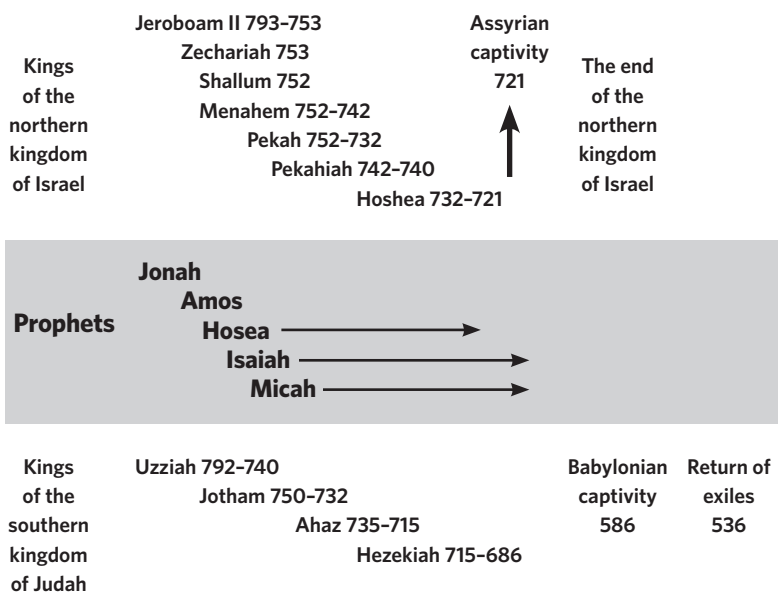 Kings
of the
northern
kingdom
of Israel
Jeroboam II 793–753
Zechariah 753
Shallum 752
Menahem 752–742
Pekah 752–732
Pekahiah 742–740
Hoshea 732–721
Assyrian
captivity
721
The end
of the
northern
kingdom
of Israel
Prophets
Jonah
Amos
Hosea
Isaiah
Micah
Kings
of the
southern
kingdom
of Judah
Uzziah 792–740
Jotham 750–732
Ahaz 735–715
Hezekiah 715–686
Babylonian
captivity
586
Return of
exiles
536